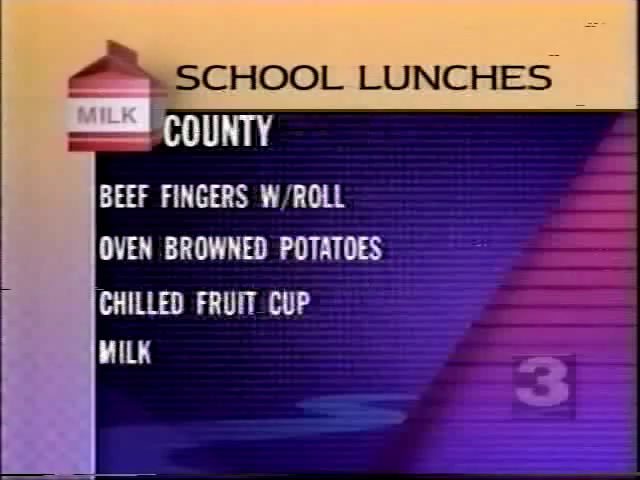 SCHOOL LUNCHES
MILK
COUNTY
BEEF FINGERS W/ROLL
OVEN BROWNED POTATOES
CHILLED FRUIT CUP
MILK
3